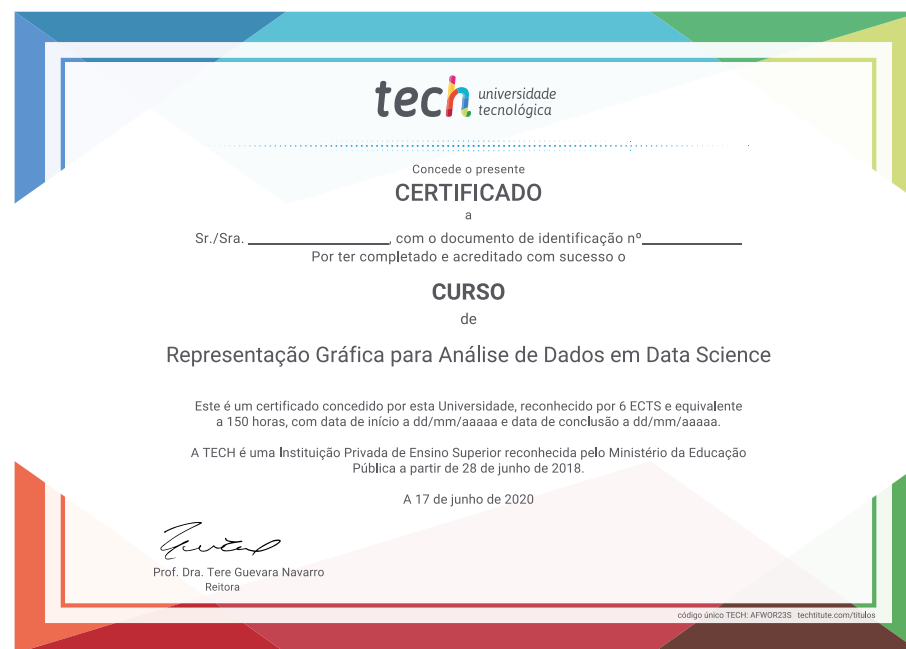 tech universidade
tecnológica
Concede o presente
CERTIFICADO
a
Sr./Sra. ________________, com o documento de identificação nº____________
Por ter completado e acreditado com sucesso o
CURSO
de
Representação Gráfica para Análise de Dados em Data Science
Este é um certificado concedido por esta Universidade, reconhecido por 6 ECTS e equivalente
a 150 horas, com data de início a dd/mm/aaaaa e data de conclusão a dd/mm/aaaaa.
A TECH é uma Instituição Privada de Ensino Superior reconhecida pelo Ministério da Educação
Pública a partir de 28 de junho de 2018.
A 17 de junho de 2020
Prof. Dra. Tere Guevara Navarro
Reitora
código único TECH: AFWOR23S techtitute.com/titulos